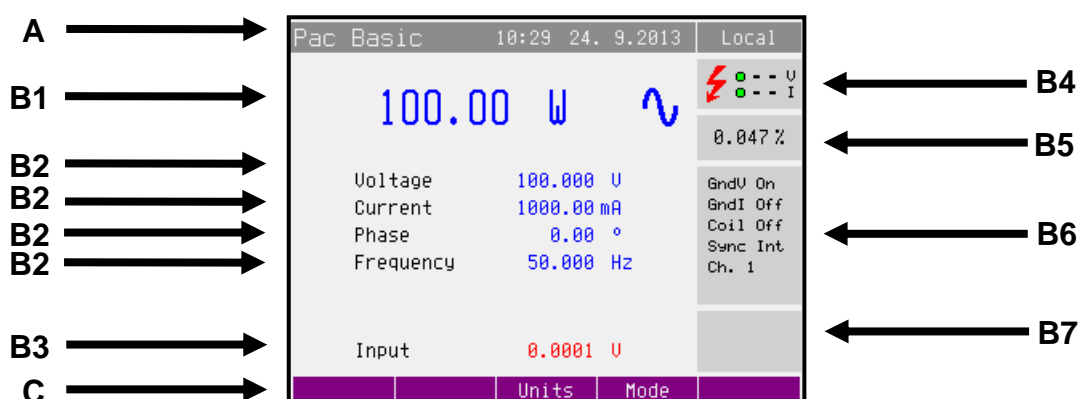 A Pac Basic 10:29 24. 9.2013 Local
B1 100.00 W -- V B4
-- I
0.047 % B5
B2 Voltage 100.000 V GndV On
B2 Current 1000.00 mA GndI Off
B2 Phase 0.00 ° Coil Off B6
Sync Int
B2 Frequency 50.000 Hz Ch. 1
B7
B3 Input 0.0001 V
C Units Mode